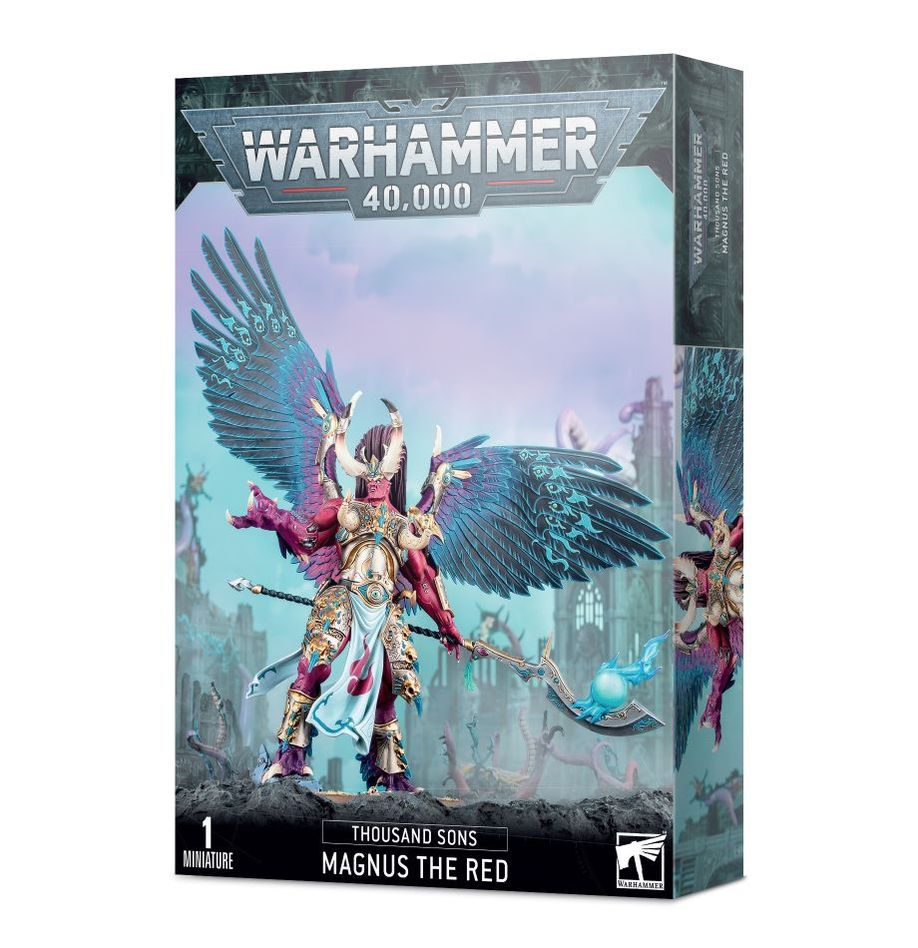 WARHAMMER
40,000
1
MINIATURE
THOUSAND SONS
MAGNUS THE RED
WARHAMMER
WARHAMMER
40,000
THOUSAND SONS
MAGNUS THE RED